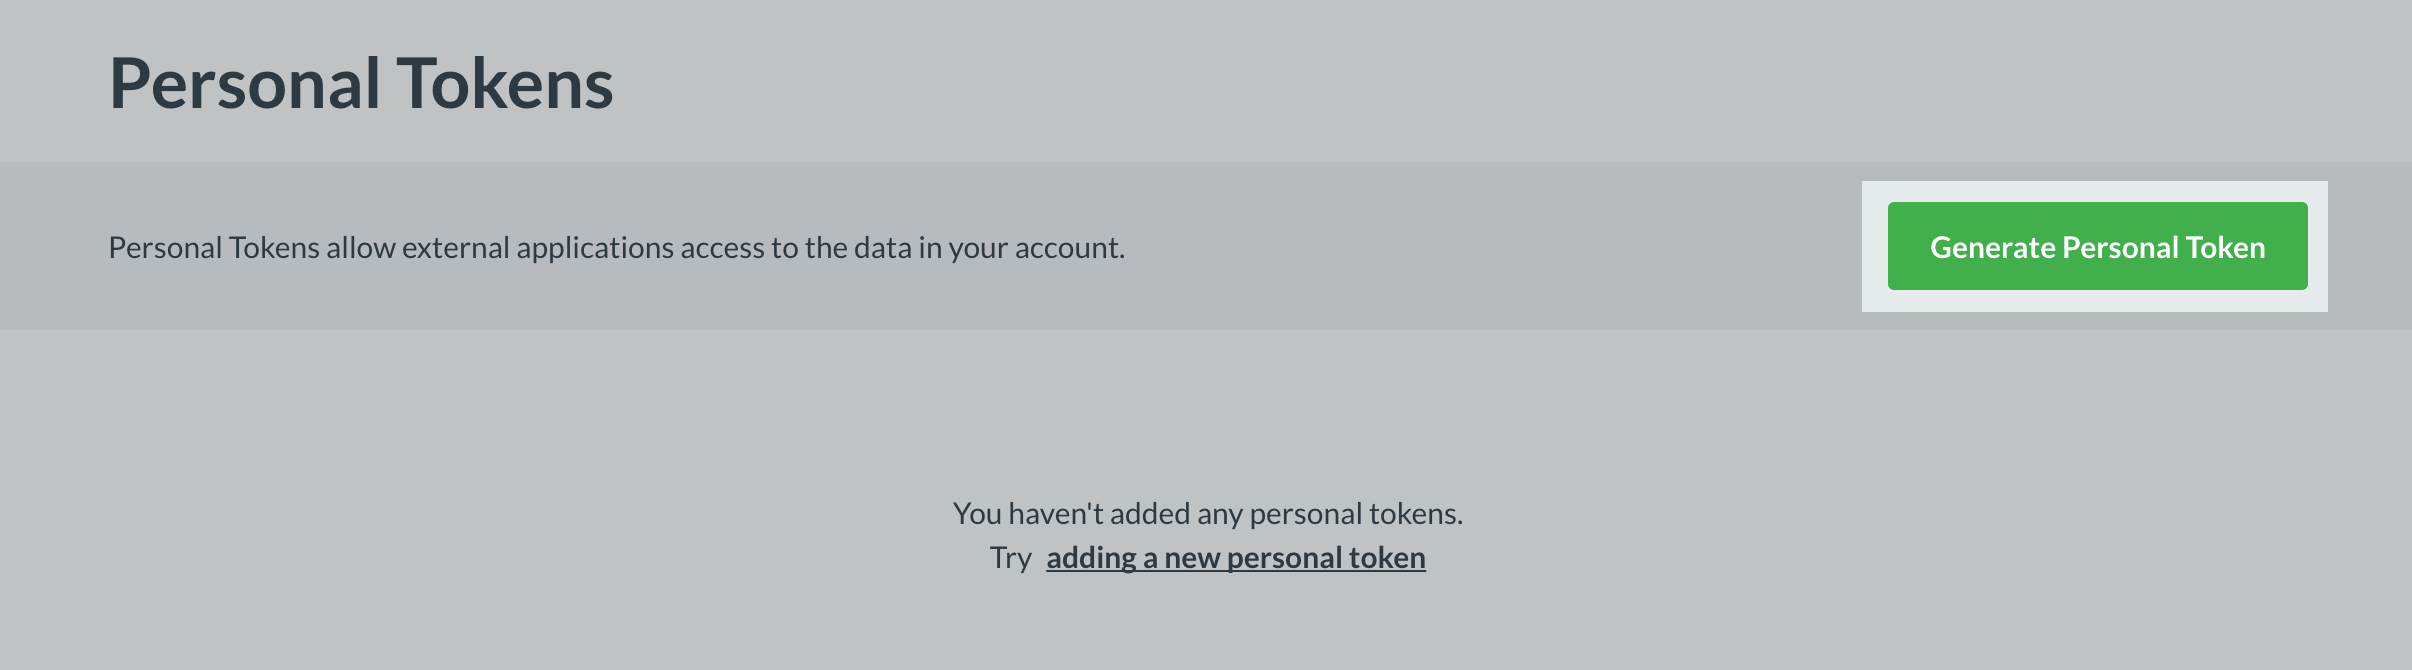 Personal Tokens
Personal Tokens allow external applications access to the data in your account.
Generate Personal Token
You haven't added any personal tokens.
Try adding a new personal token